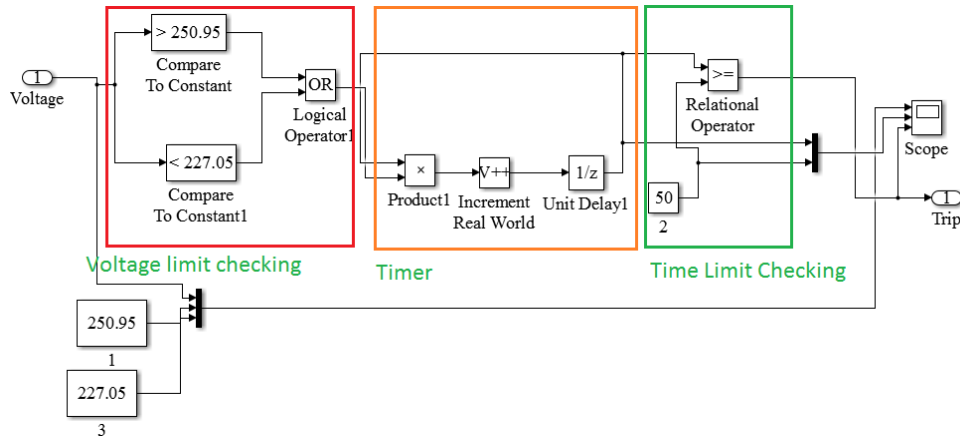 1
Voltage
> 250.95
Compare
To Constant
< 227.05
Compare
To Constant1
OR
Logical
Operator1
Voltage limit checking
×
Product1
V++
Increment
Real World
1/z
Unit Delay1
Timer
>=
Relational
Operator
50
2
Time Limit Checking
Scope
1
Trip
250.95
1
227.05
3